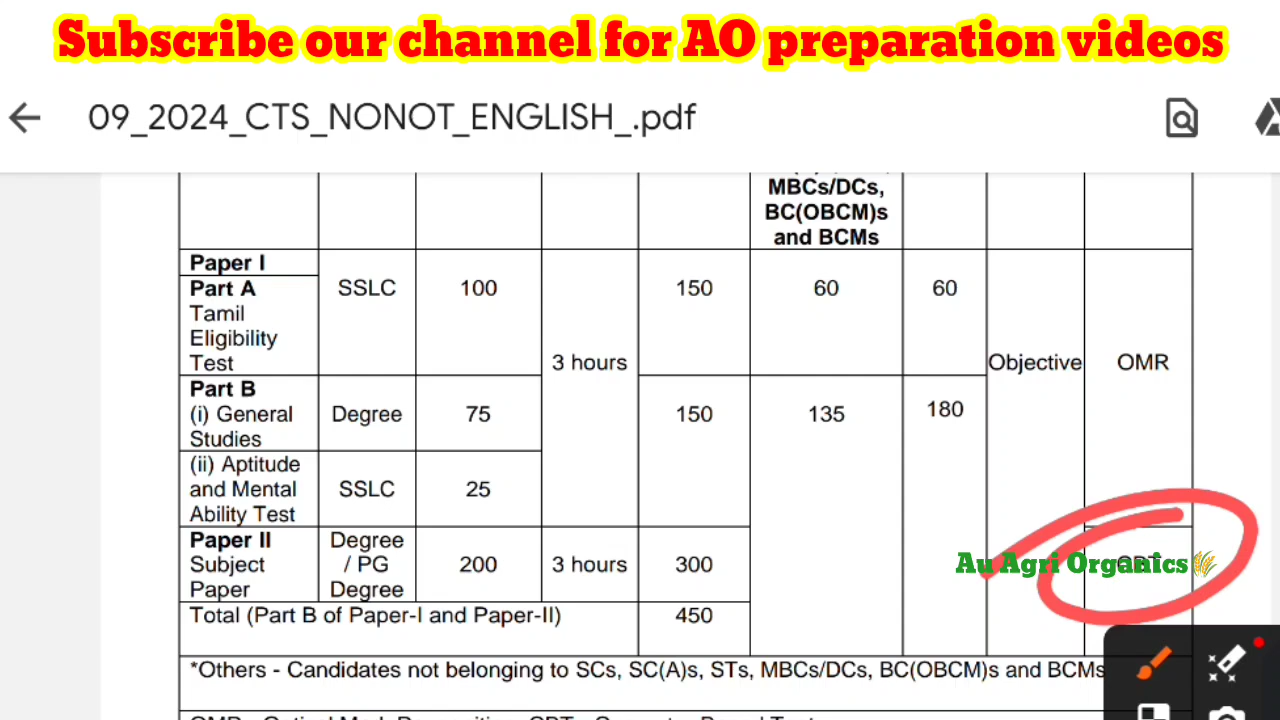 Subscribe our channel for AO preparation videos
09_2024_CTS_NONOT_ENGLISH_.pdf
MBCs/DCs,
BC(OBCM)s
and BCMs
Paper I
Part A
Tamil
Eligibility
Test
SSLC
100
3 hours
150
60
60
Objective
OMR
Part B
(i) General
Studies
Degree
75
150
135
180
(ii) Aptitude
and Mental
Ability Test
SSLC
25
Paper II
Subject
Paper
Degree
/ PG
Degree
200
3 hours
300
Au Agri Organics
Total (Part B of Paper-I and Paper-II)
450
*Others - Candidates not belonging to SCs, SC(A)s, STs, MBCs/DCs, BC(OBCM)s and BCMs